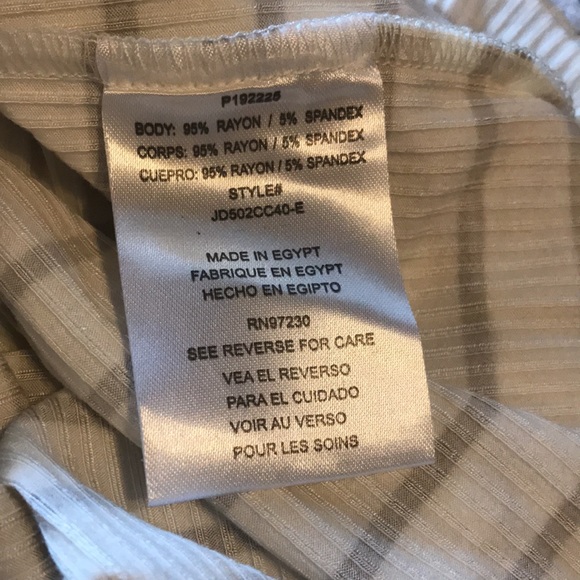 P192225
BODY: 95% RAYON / 5% SPANDEX
CORPS: 95% RAYON / 5% SPANDEX
CUEPRO: 95% RAYON / 5% SPANDEX
STYLE#
JD502CC40-E
MADE IN EGYPT
FABRIQUE EN EGYPT
HECHO EN EGIPTO
RN97230
SEE REVERSE FOR CARE
VEA EL REVERSO
PARA EL CUIDADO
VOIR AU VERSO
POUR LES SOINS